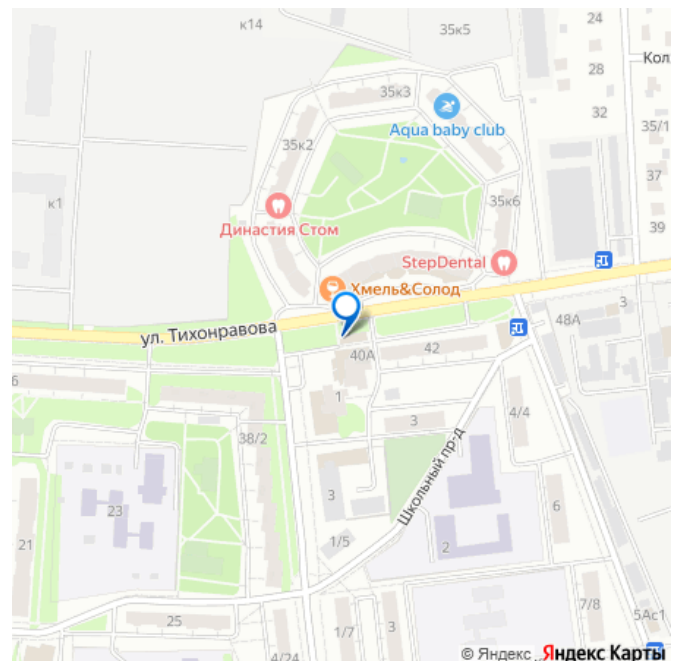 к14
35к5
24
Кол
35к3
28
Aqua baby club
32
35/1
35к2
37
к1
35к6
Династия Стом
39
StepDental
Хмель&Солод
3
48А
ул. Тихонравова
40А
42
6
1
3
4/4
38/2
Школьный пр-д
3
23
6
21
1/5
2
25
7/8
5Ас1
1/7
3
4/24
© Яндекс Яндекс Карты